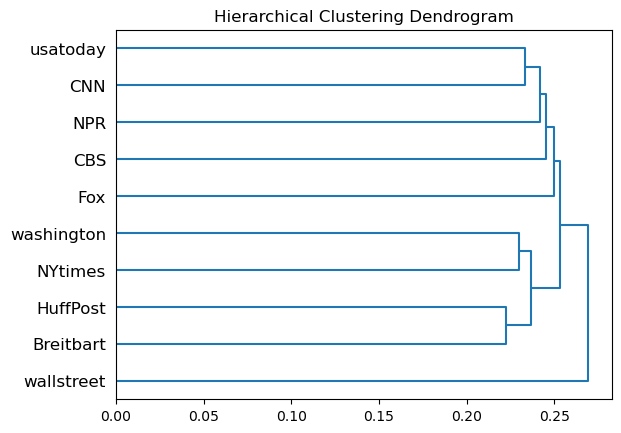 Hierarchical Clustering Dendrogram
usatoday
CNN
NPR
CBS
Fox
washington
NYtimes
HuffPost
Breitbart
wallstreet
0.00 0.05 0.10 0.15 0.20 0.25